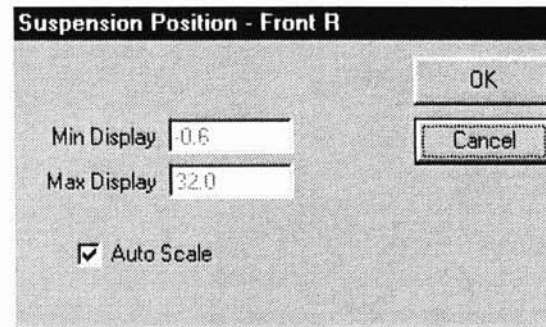 Suspension Position - Front R
OK
Min Display -0.6
Cancel
Max Display 32.0
Auto Scale